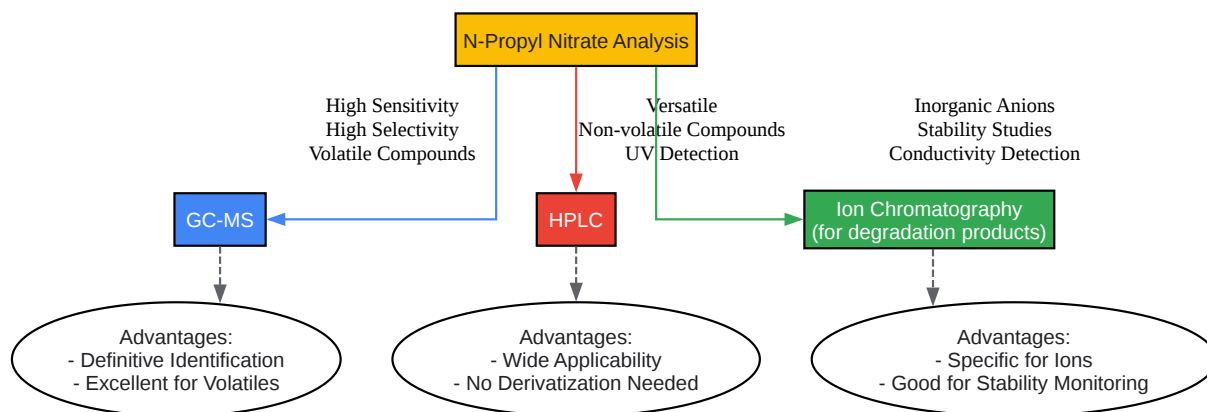 N-Propyl Nitrate Analysis
High Sensitivity
High Selectivity
Volatile Compounds
Versatile
Non-volatile Compounds
UV Detection
Inorganic Anions
Stability Studies
Conductivity Detection
GC-MS
HPLC
Ion Chromatography
(for degradation products)
Advantages:
- Definitive Identification
- Excellent for Volatiles
Advantages:
- Wide Applicability
- No Derivatization Needed
Advantages:
- Specific for Ions
- Good for Stability Monitoring